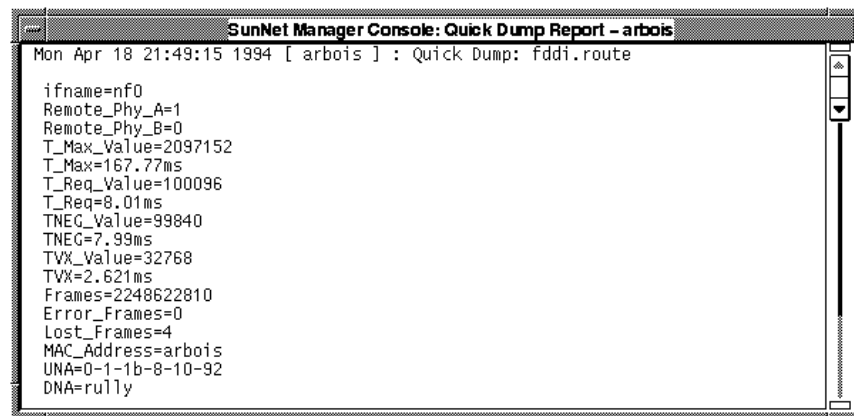 SunNet Manager Console: Quick Dump Report – arbois
Mon Apr 18 21:49:15 1994 [ arbois ] : Quick Dump: fddi.route
ifname=nf0
Remote_Phy_A=1
Remote_Phy_B=0
T_Max_Value=2097152
T_Max=167.77ms
T_Req_Value=100096
T_Req=8.01ms
TNEG_Value=99840
TNEG=7.99ms
TVX_Value=32768
TVX=2.621ms
Frames=2248622810
Error_Frames=0
Lost_Frames=4
MAC_Address=arbois
UNA=0-1-1b-8-10-92
DNA=rully